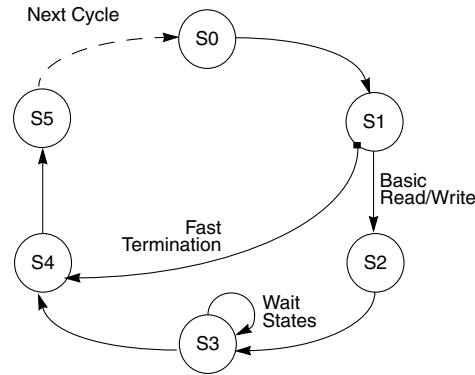 Next Cycle
S0
S5
S1
Basic
Read/Write
Fast
Termination
S4
S2
Wait
States
S3